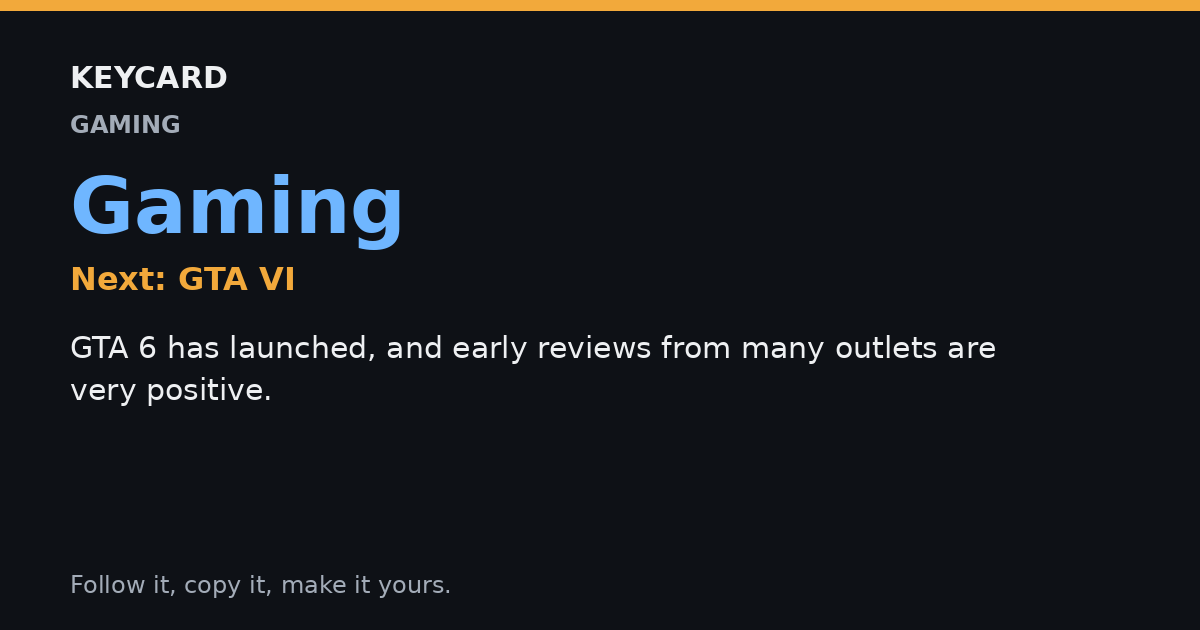 KEYCARD
GAMING
Gaming
Next: GTA VI
GTA 6 has launched, and early reviews from many outlets are
very positive.
Follow it, copy it, make it yours.